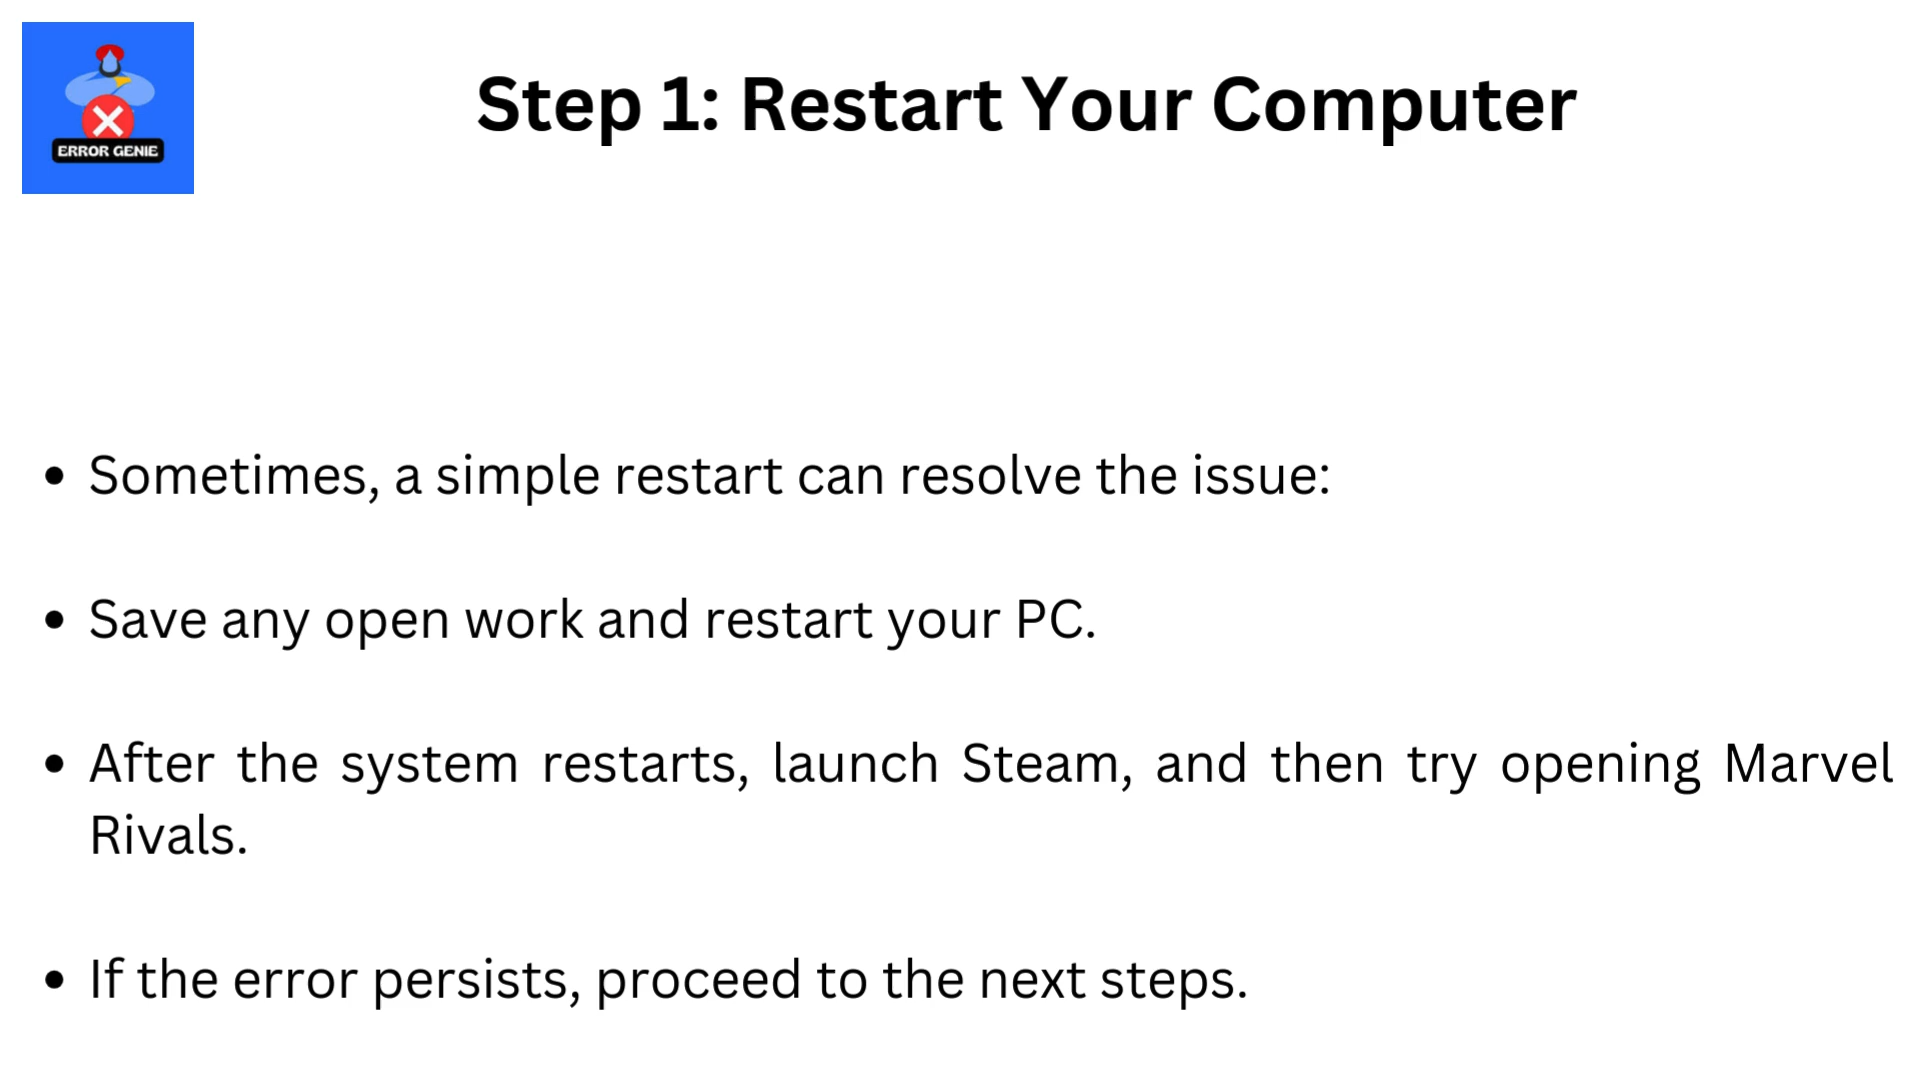 ERROR GENIE
Step 1: Restart Your Computer
• Sometimes, a simple restart can resolve the issue:
• Save any open work and restart your PC.
• After the system restarts, launch Steam, and then try opening Marvel
Rivals.
• If the error persists, proceed to the next steps.